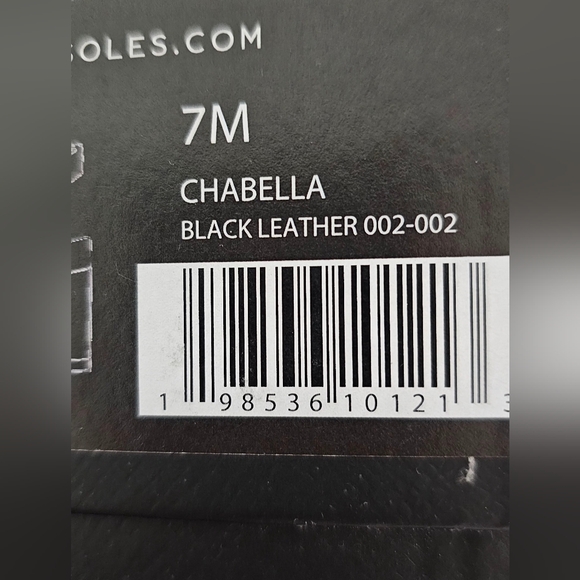 SOLES.COM
7M
CHABELLA
BLACK LEATHER 002-002
1 98536 10121 3